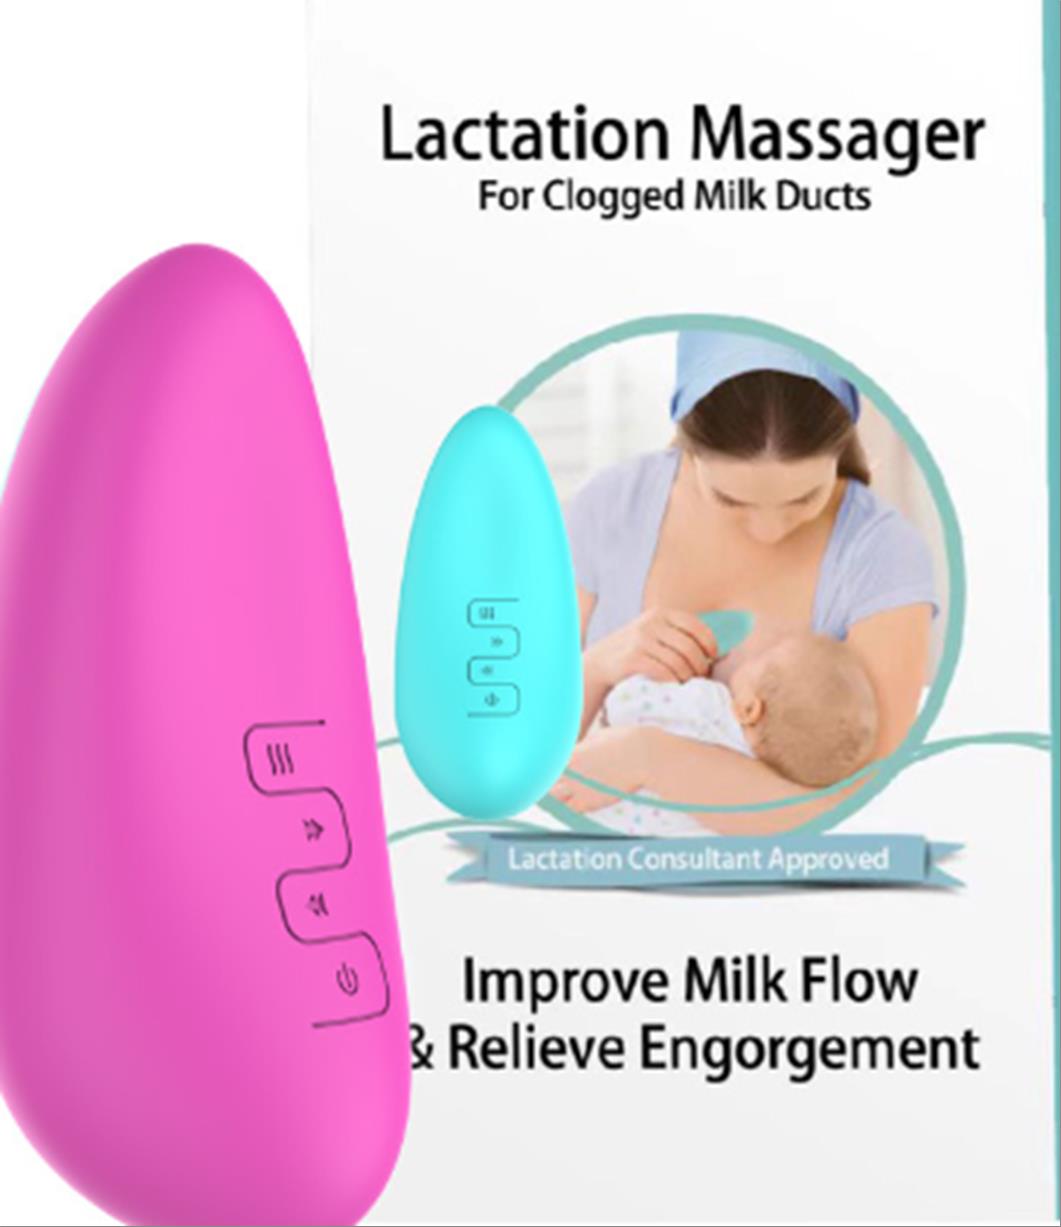 Lactation Massager
For Clogged Milk Ducts
Lactation Consultant Approved
Improve Milk Flow
& Relieve Engorgement